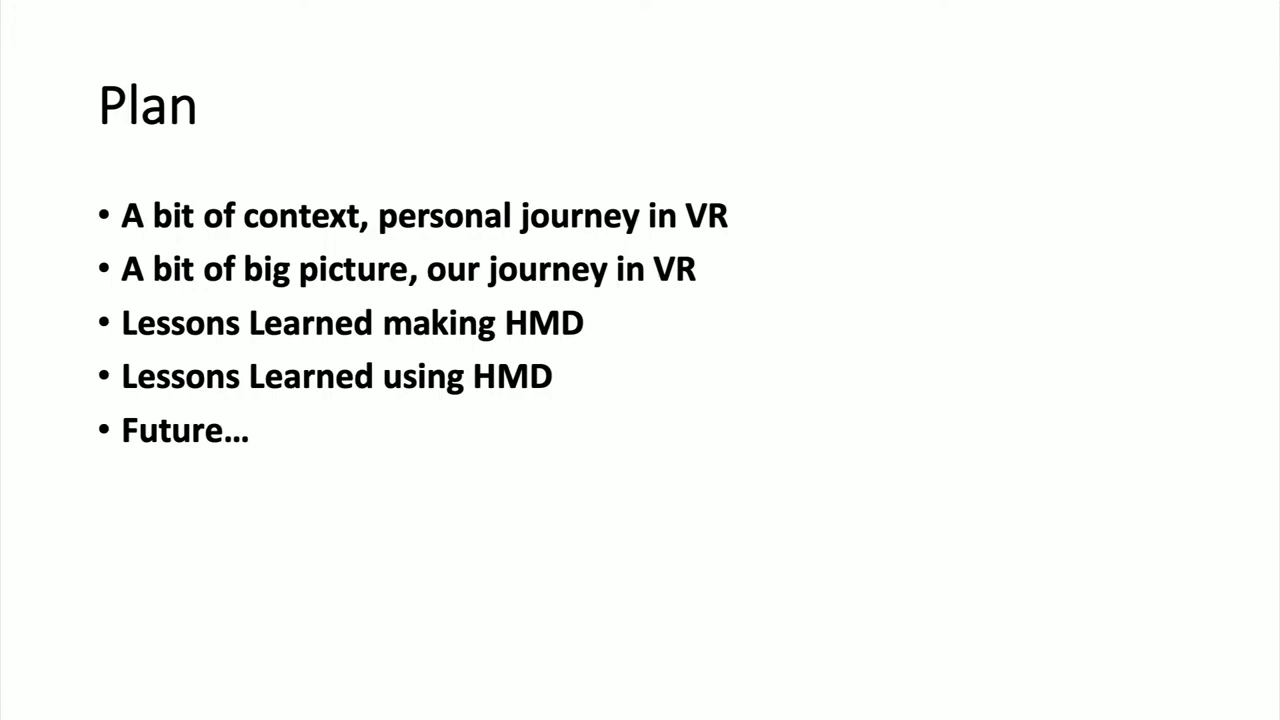 Plan
• A bit of context, personal journey in VR
• A bit of big picture, our journey in VR
• Lessons Learned making HMD
• Lessons Learned using HMD
• Future…